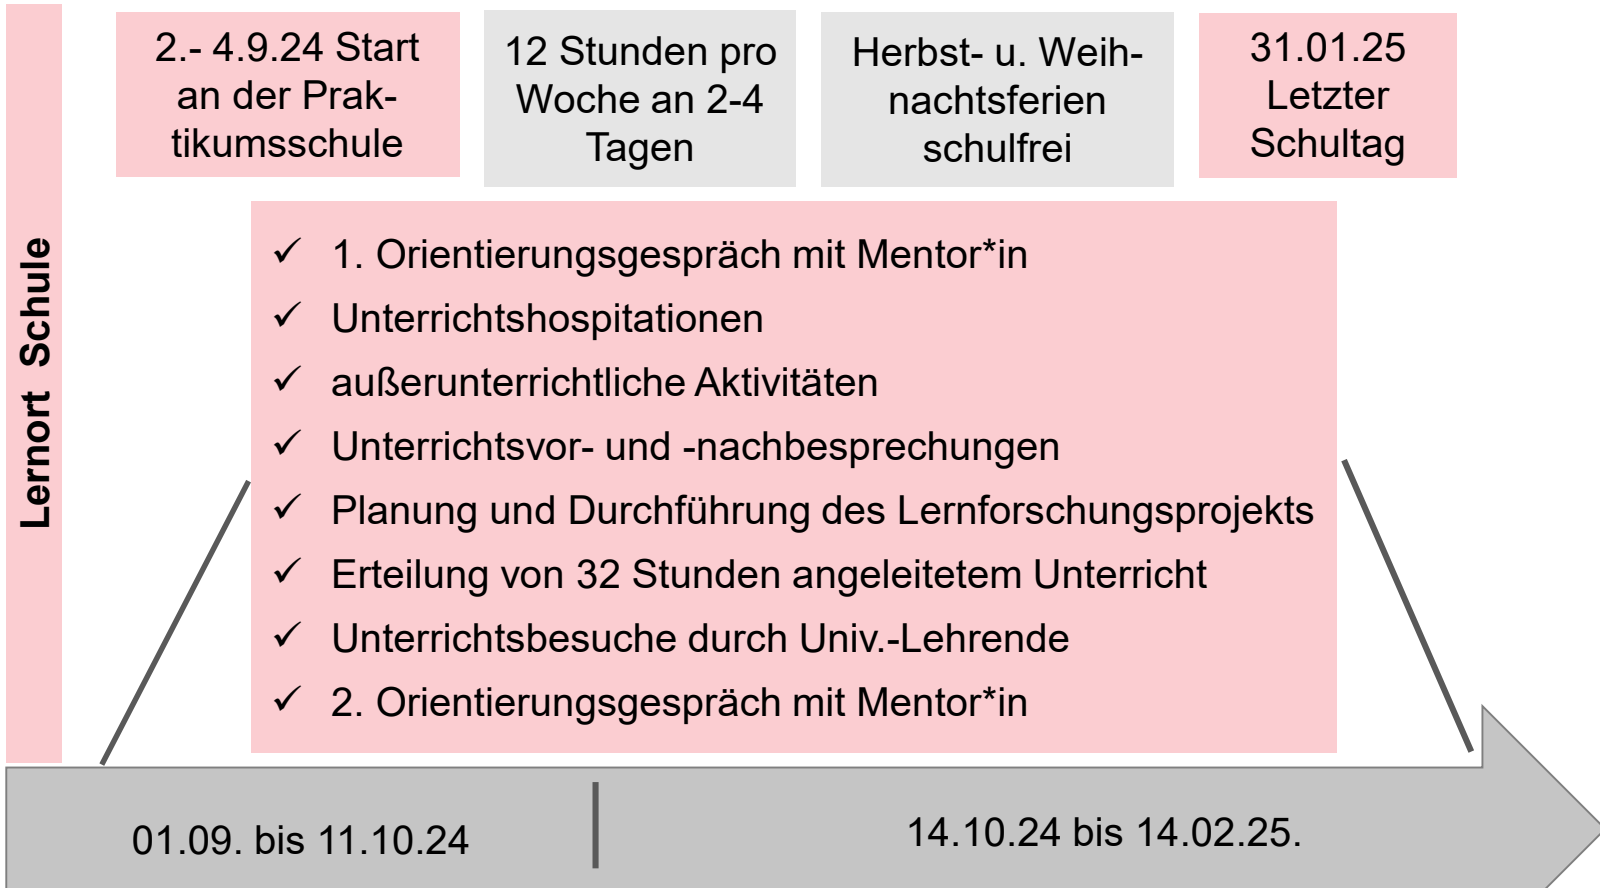 Lernort Schule
2.- 4.9.24 Start
an der Prak-
tikumsschule
12 Stunden pro
Woche an 2-4
Tagen
Herbst- u. Weih-
nachtsferien
schulfrei
31.01.25
Letzter
Schultag
✓ 1. Orientierungsgespräch mit Mentor*in
✓ Unterrichtshospitationen
✓ außerunterrichtliche Aktivitäten
✓ Unterrichtsvor- und -nachbesprechungen
✓ Planung und Durchführung des Lernforschungsprojekts
✓ Erteilung von 32 Stunden angeleitetem Unterricht
✓ Unterrichtsbesuche durch Univ.-Lehrende
✓ 2. Orientierungsgespräch mit Mentor*in
01.09. bis 11.10.24
14.10.24 bis 14.02.25.